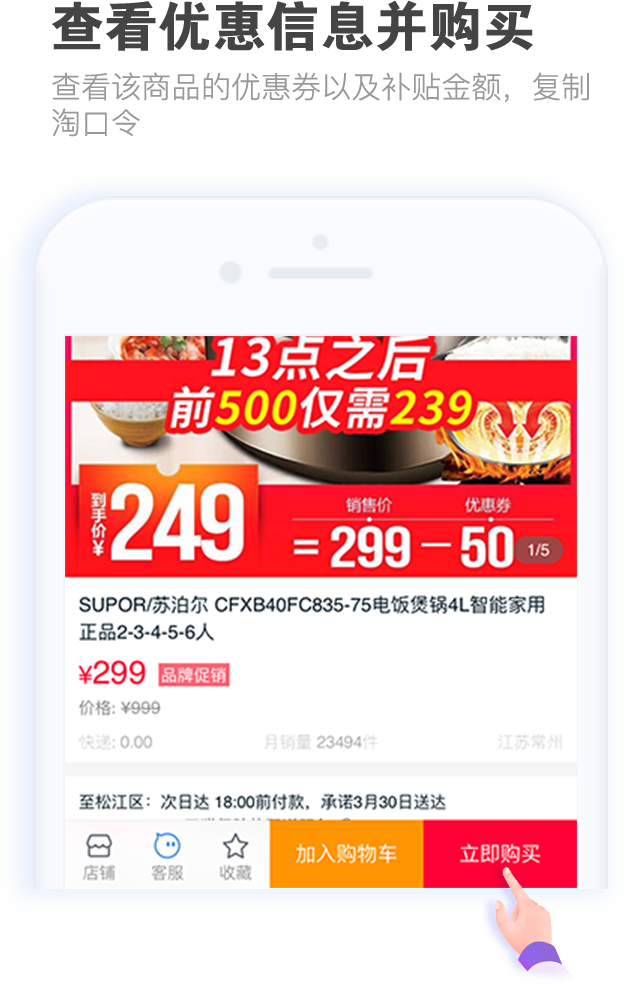 查看优惠信息并购买
查看该商品的优惠券以及补贴金额，复制
淘口令
13点之后
前500仅需239
到手价¥249
销售价 优惠券
=299－50
1/5
SUPOR/苏泊尔 CFXB40FC835-75电饭煲锅4L智能家用
正品2-3-4-5-6人
¥299 品牌促销
价格: ¥999
快递: 0.00 月销量 23494件 江苏常州
至松江区：次日达 18:00前付款，承诺3月30日送达
店铺 客服 收藏 加入购物车 立即购买